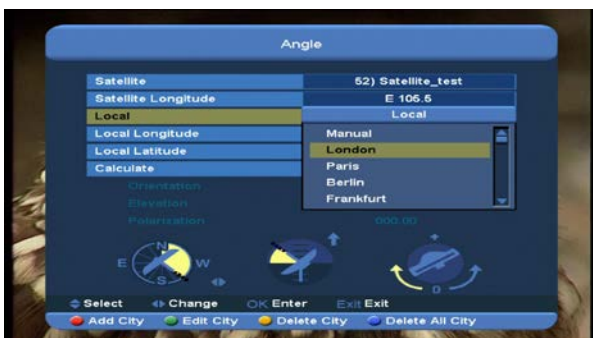 Angle
Satellite 52) Satellite_test
Satellite Longitude E 105.5
Local Local
Local Longitude Manual
London
Local Latitude Paris
Calculate Berlin
Frankfurt
Orientation
Elevation
Polarisation 000.00
N
E W
S
+
0
Select Change OK Enter Exit Exit
Add City Edit City Delete City Delete All City